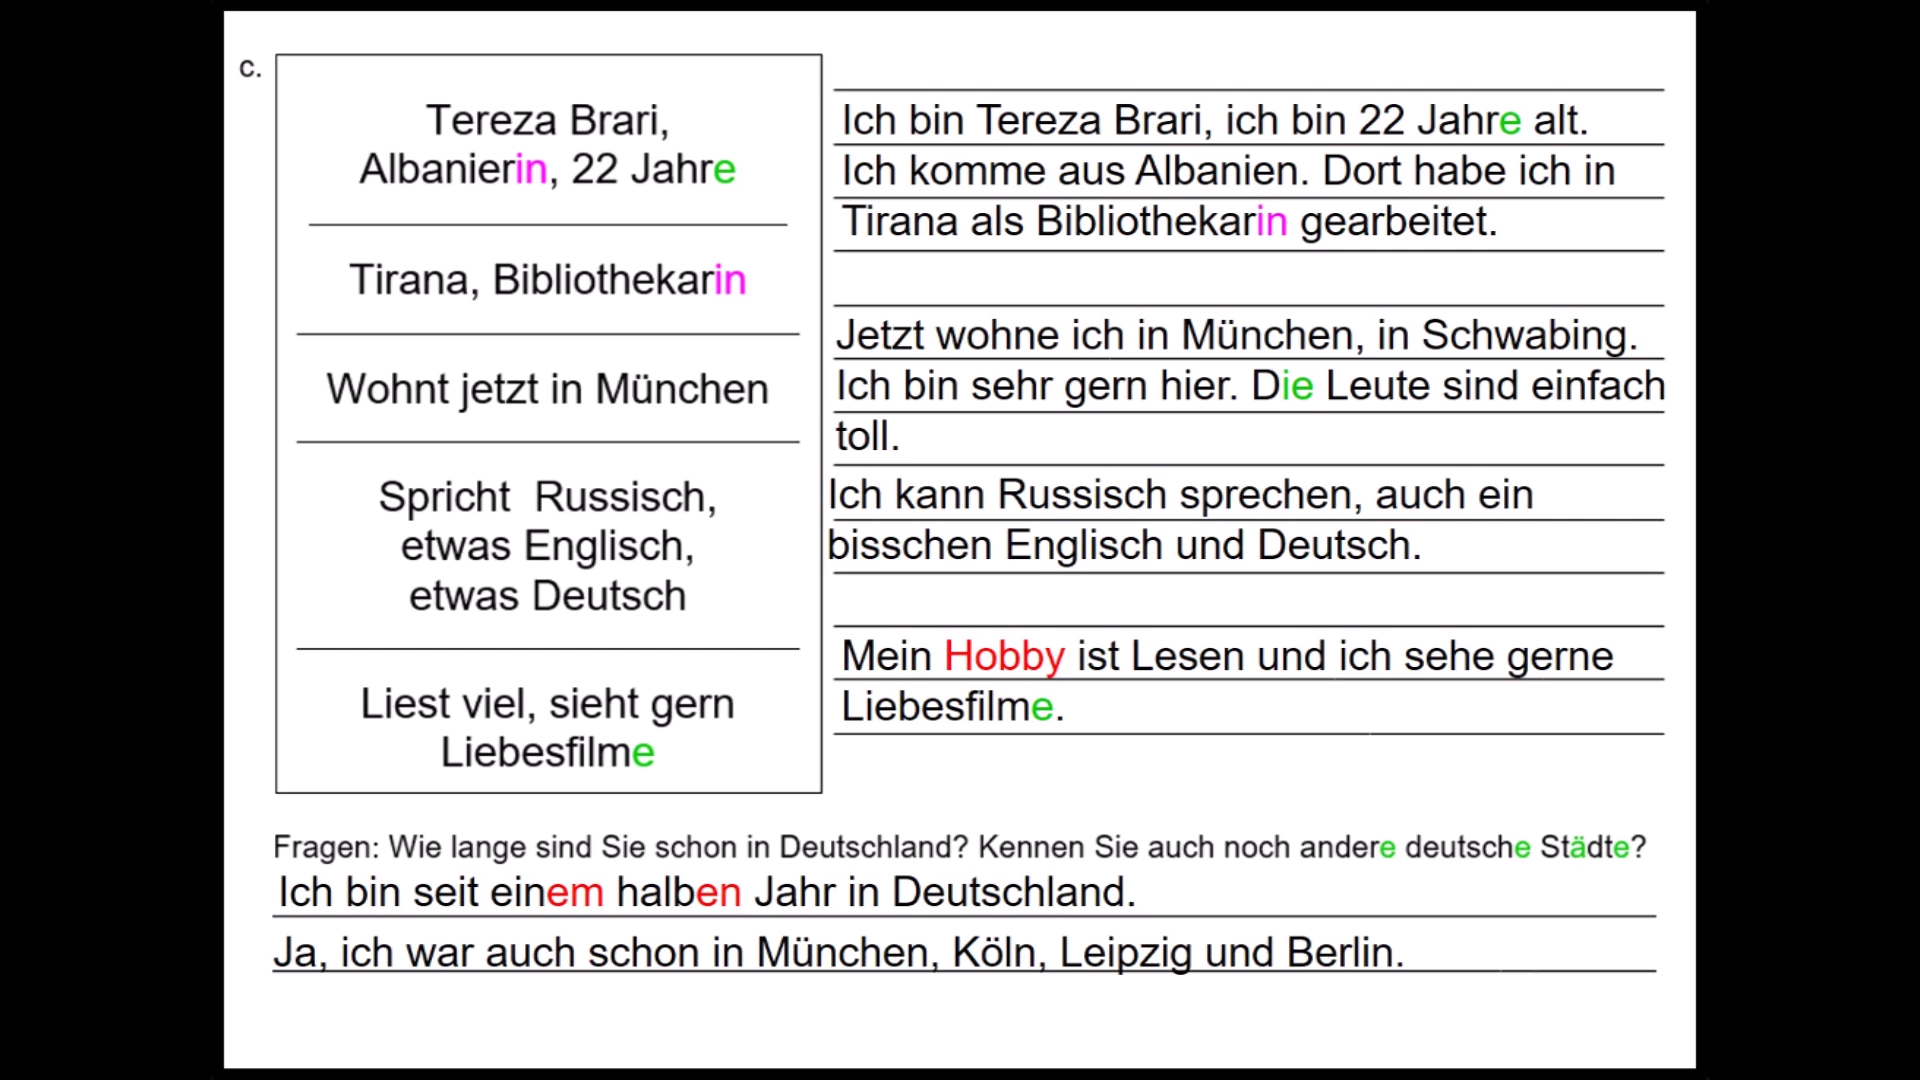 c.
Tereza Brari,
Albanierin, 22 Jahre
Tirana, Bibliothekarin
Wohnt jetzt in München
Spricht Russisch,
etwas Englisch,
etwas Deutsch
Liest viel, sieht gern
Liebesfilme
Ich bin Tereza Brari, ich bin 22 Jahre alt.
Ich komme aus Albanien. Dort habe ich in
Tirana als Bibliothekarin gearbeitet.
Jetzt wohne ich in München, in Schwabing.
Ich bin sehr gern hier. Die Leute sind einfach
toll.
Ich kann Russisch sprechen, auch ein
bisschen Englisch und Deutsch.
Mein Hobby ist Lesen und ich sehe gerne
Liebesfilme.
Fragen: Wie lange sind Sie schon in Deutschland? Kennen Sie auch noch andere deutsche Städte?
Ich bin seit einem halben Jahr in Deutschland.
Ja, ich war auch schon in München, Köln, Leipzig und Berlin.